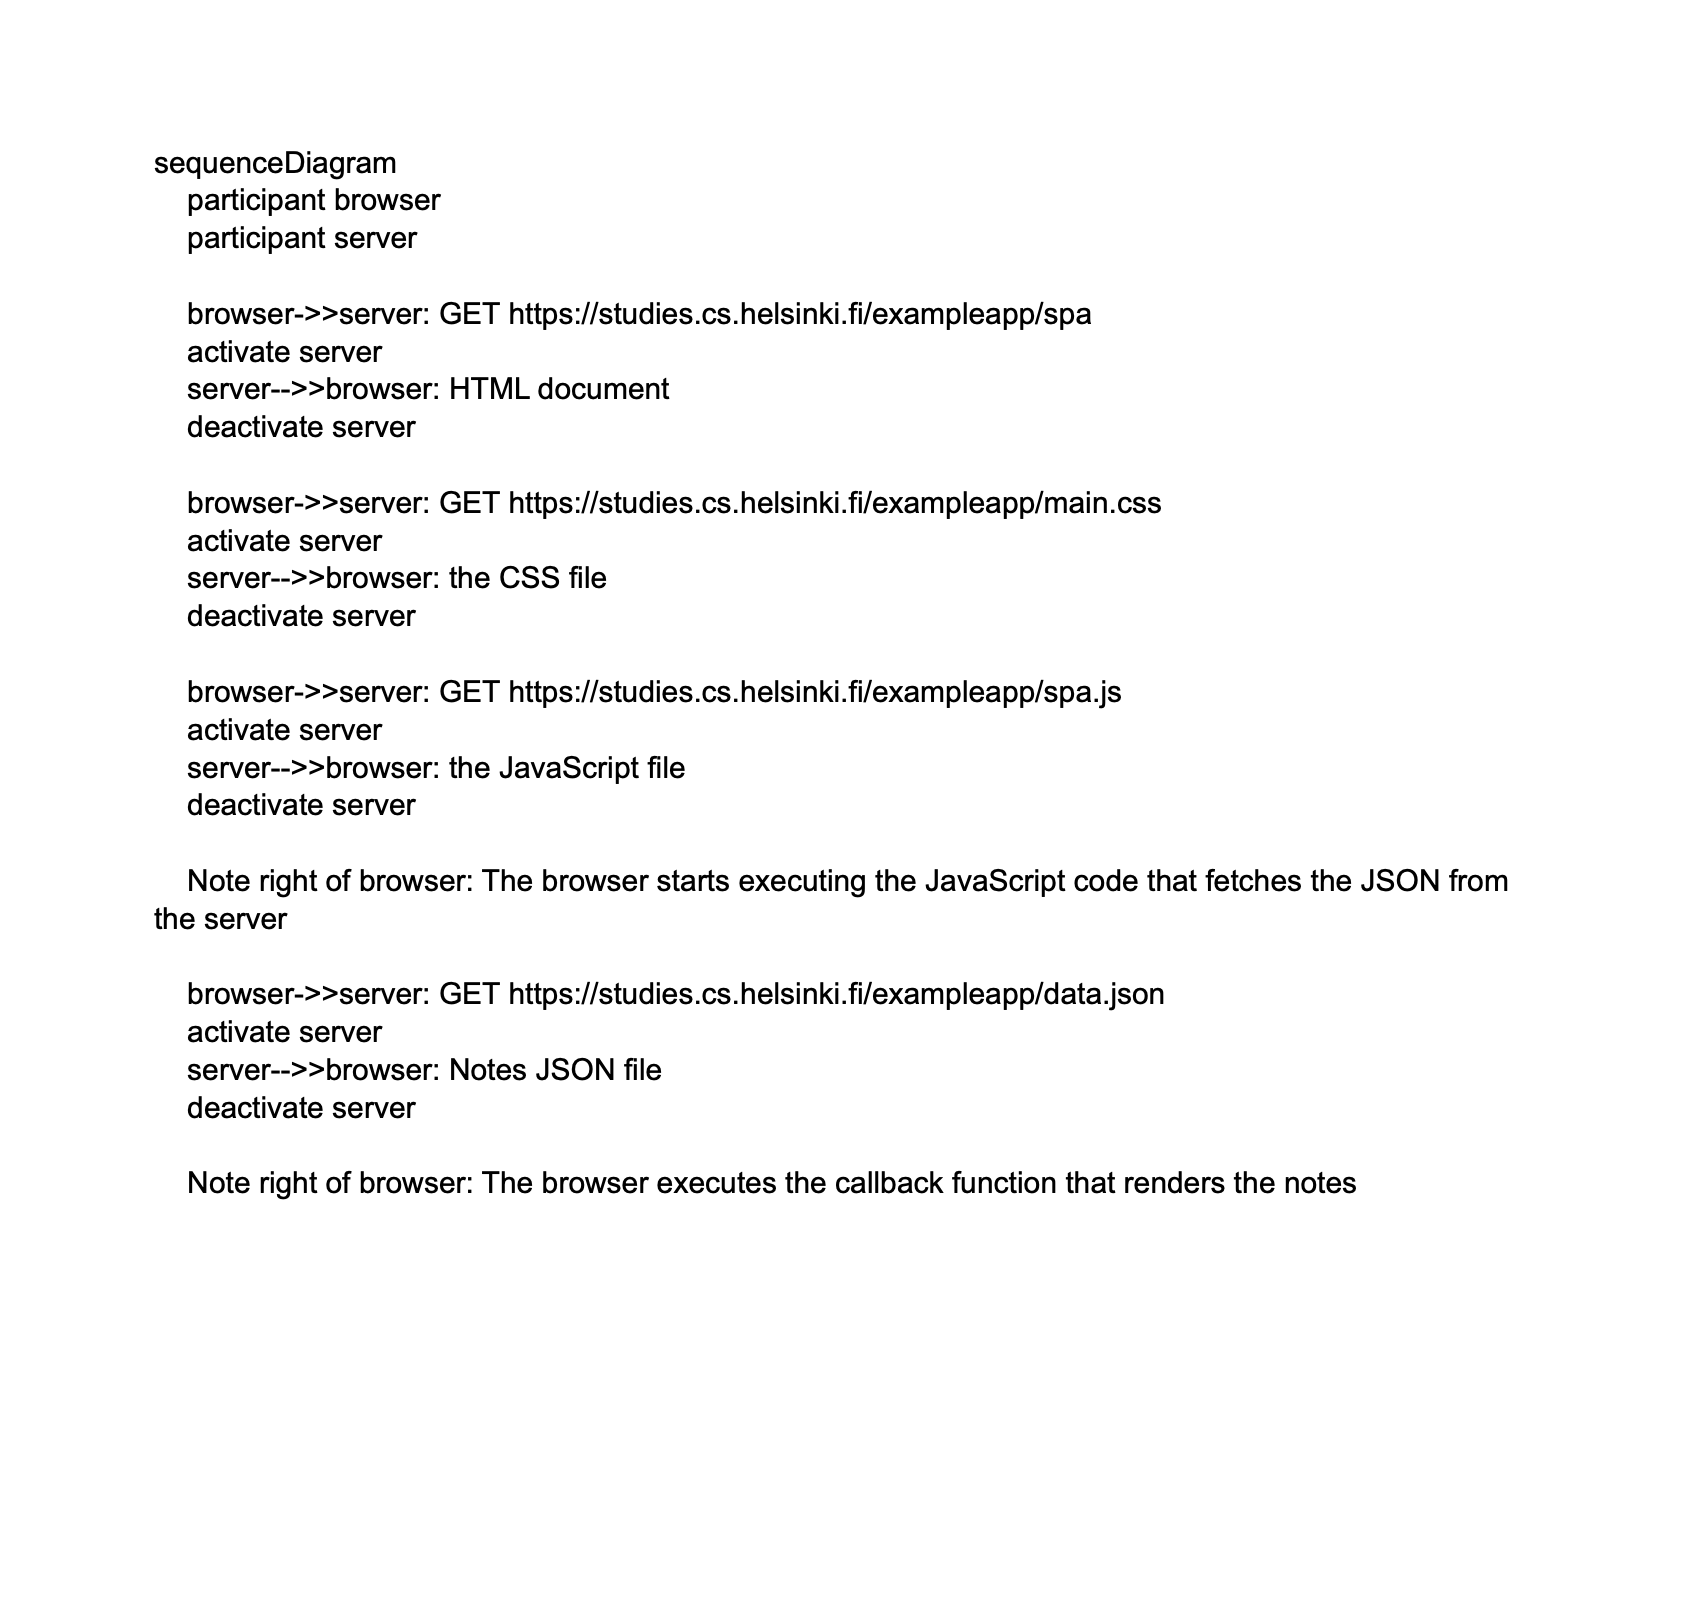 sequenceDiagram
participant browser
participant server
browser->>server: GET https://studies.cs.helsinki.fi/exampleapp/spa
activate server
server-->>browser: HTML document
deactivate server
browser->>server: GET https://studies.cs.helsinki.fi/exampleapp/main.css
activate server
server-->>browser: the CSS file
deactivate server
browser->>server: GET https://studies.cs.helsinki.fi/exampleapp/spa.js
activate server
server-->>browser: the JavaScript file
deactivate server
Note right of browser: The browser starts executing the JavaScript code that fetches the JSON from
the server
browser->>server: GET https://studies.cs.helsinki.fi/exampleapp/data.json
activate server
server-->>browser: Notes JSON file
deactivate server
Note right of browser: The browser executes the callback function that renders the notes